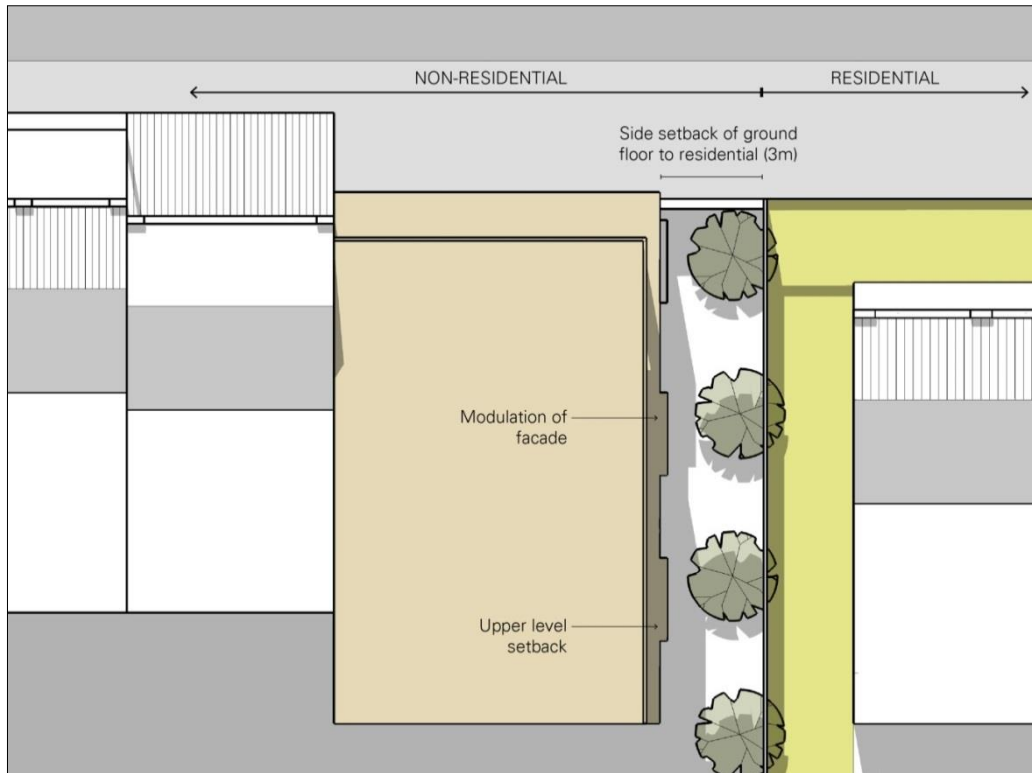 NON-RESIDENTIAL
RESIDENTIAL
Side setback of ground
floor to residential (3m)
Modulation of
facade
Upper level
setback